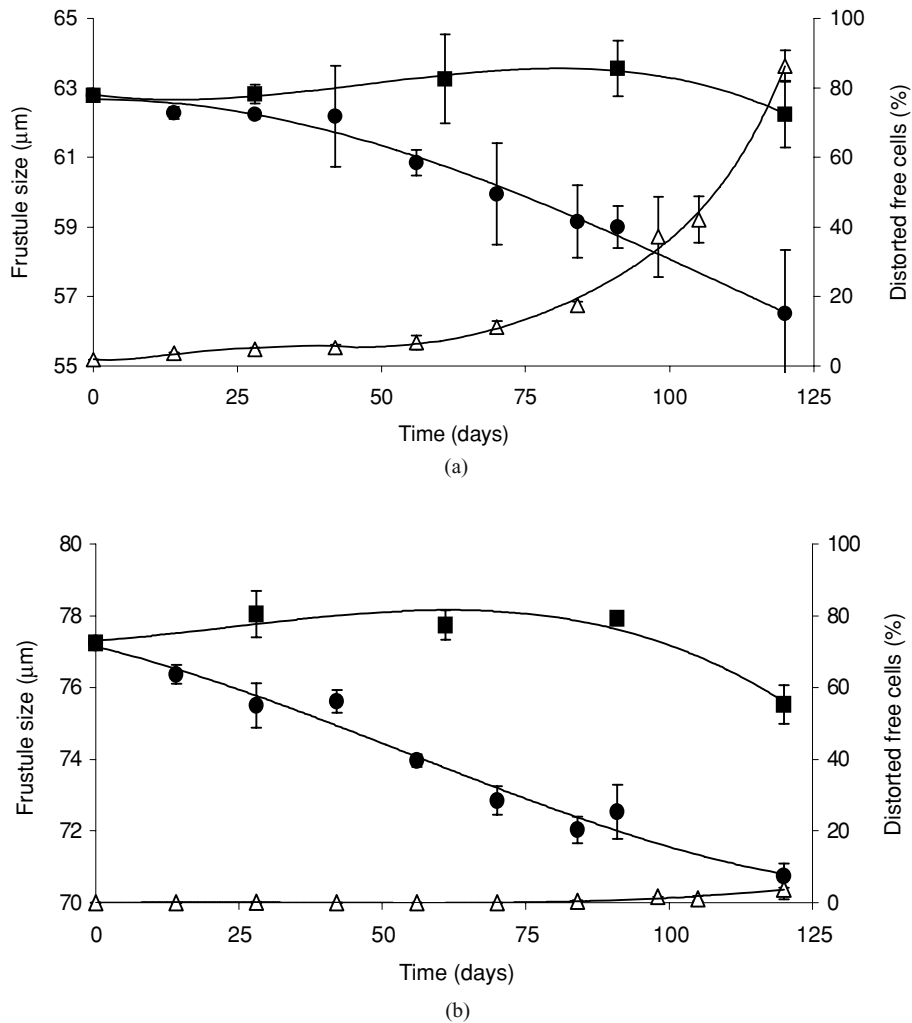 65
63
61
59
57
55
Frustule size (μm)
100
80
60
40
20
0
Distorted free cells (%)
0 25 50 75 100 125
Time (days)
(a)
80
78
76
74
72
70
Frustule size (μm)
100
80
60
40
20
0
Distorted free cells (%)
0 25 50 75 100 125
Time (days)
(b)